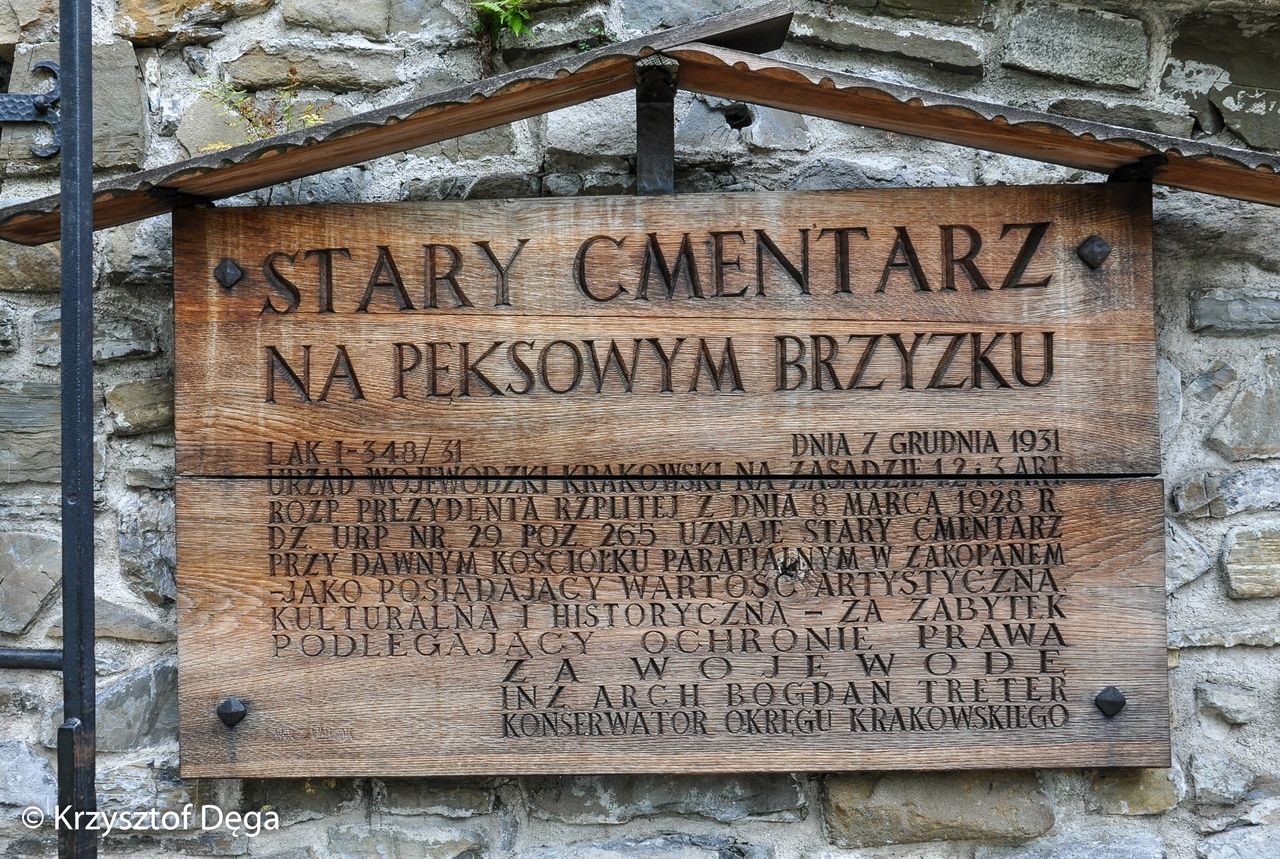 STARY CMENTARZ
NA PEKSOWYM BRZYZKU
LAK I-348/31 DNIA 7 GRUDNIA 1931
URZĄD WOJEWÓDZKI KRAKOWSKI NA ZASADZIE 1.2 i 3 ART
ROZP PREZYDENTA RZPLITEJ Z DNIA 8 MARCA 1928 R
DZ URP NR 29 POZ 265 UZNAJE STARY CMENTARZ
PRZY DAWNYM KOŚCIÓŁKU PARAFIALNYM W ZAKOPANEM
-JAKO POSIADAJĄCY WARTOŚĆ ARTYSTYCZNĄ
KULTURALNĄ I HISTORYCZNĄ - ZA ZABYTEK
PODLEGAJĄCY OCHRONIE PRAWA
ZA WOJEWODĘ
INŻ ARCH BOGDAN TRETER
KONSERWATOR OKRĘGU KRAKOWSKIEGO
© Krzysztof Dęga